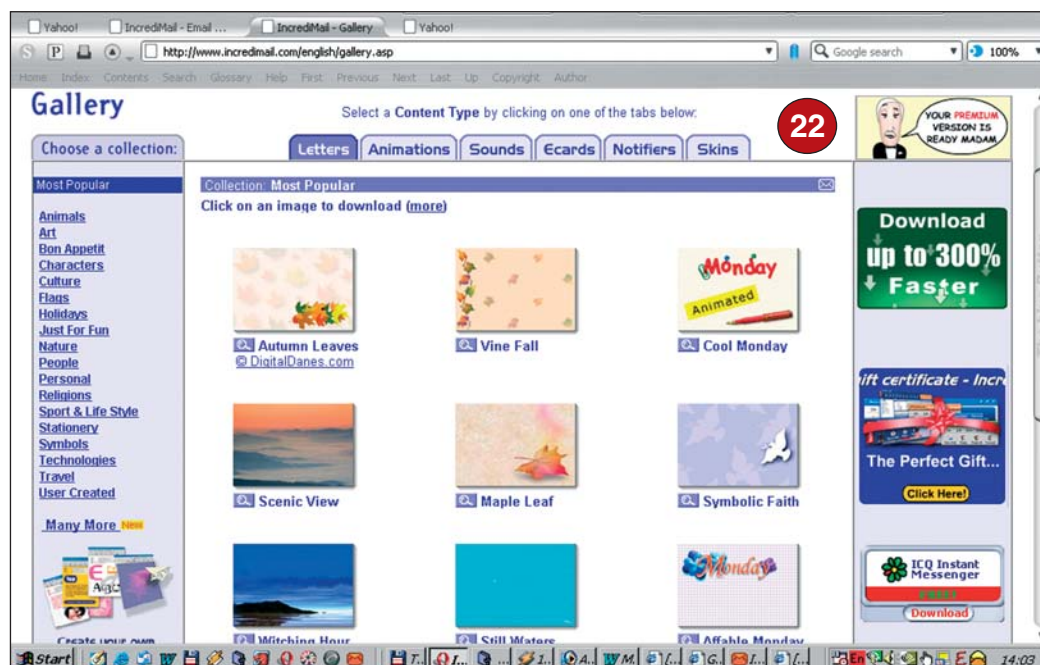 Yahoo!
IncrediMail - Email ...
IncrediMail - Gallery
Yahoo!
http://www.incredimail.com/english/gallery.asp
Google search
100%
Home Index Contents Search Glossary Help First Previous Next Last Up Copyright Author
Gallery
Select a Content Type by clicking on one of the tabs below:
22
YOUR PREMIUM
VERSION IS
READY MADAM
Choose a collection:
Letters
Animations
Sounds
Ecards
Notifiers
Skins
Most Popular
Animals
Art
Bon Appetit
Characters
Culture
Flags
Holidays
Just For Fun
Nature
People
Personal
Religions
Sport & Life Style
Stationery
Symbols
Technologies
Travel
User Created
Many More New
Create your own
Collection: Most Popular
Click on an image to download (more)
Monday
Animated
Autumn Leaves
© DigitalDanes.com
Vine Fall
Cool Monday
Scenic View
Maple Leaf
Symbolic Faith
Monday
Witching Hour
Still Waters
Affable Monday
Download
up to 300%
Faster
ift certificate - Incre
The Perfect Gift...
Click Here!
ICQ Instant
Messenger
Download
Start
En
14:03